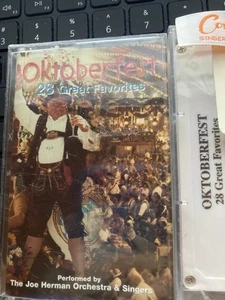 Oktoberfest
28 Great Favorites
Performed by
The Joe Herman Orchestra & Singers
OKTOBERFEST
28 Great Favorites